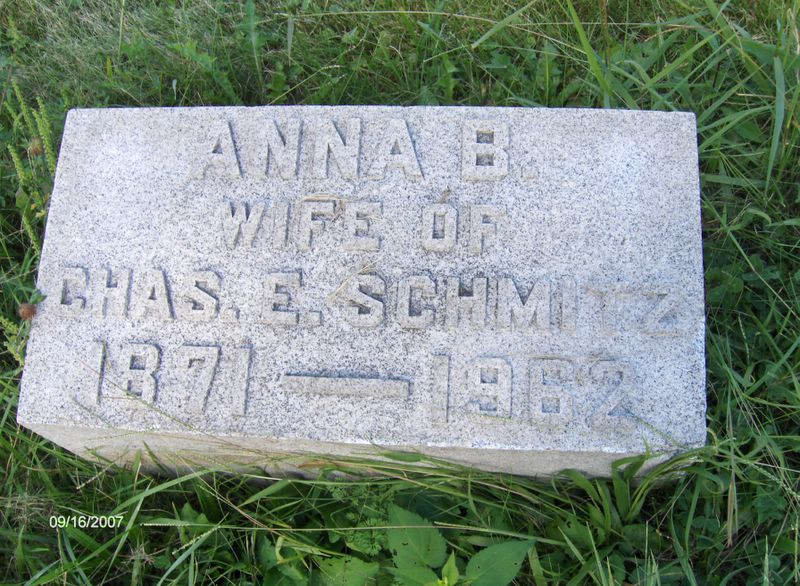 ANNA B.
WIFE OF
CHAS. E. SCHMITZ
1871 — 1962
09/16/2007